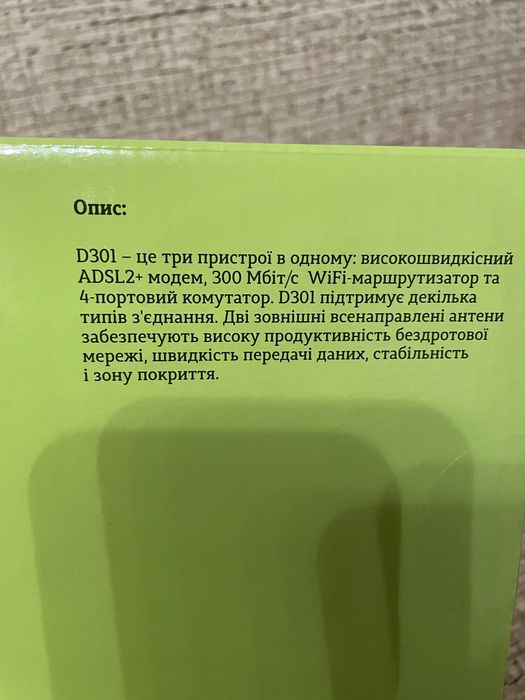 Опис:
D301 – це три пристрої в одному: високошвидкісний
ADSL2+ модем, 300 Мбіт/с WiFi-маршрутизатор та
4-портовий комутатор. D301 підтримує декілька
типів з'єднання. Дві зовнішні всенаправлені антени
забезпечують високу продуктивність бездротової
мережі, швидкість передачі даних, стабільність
і зону покриття.